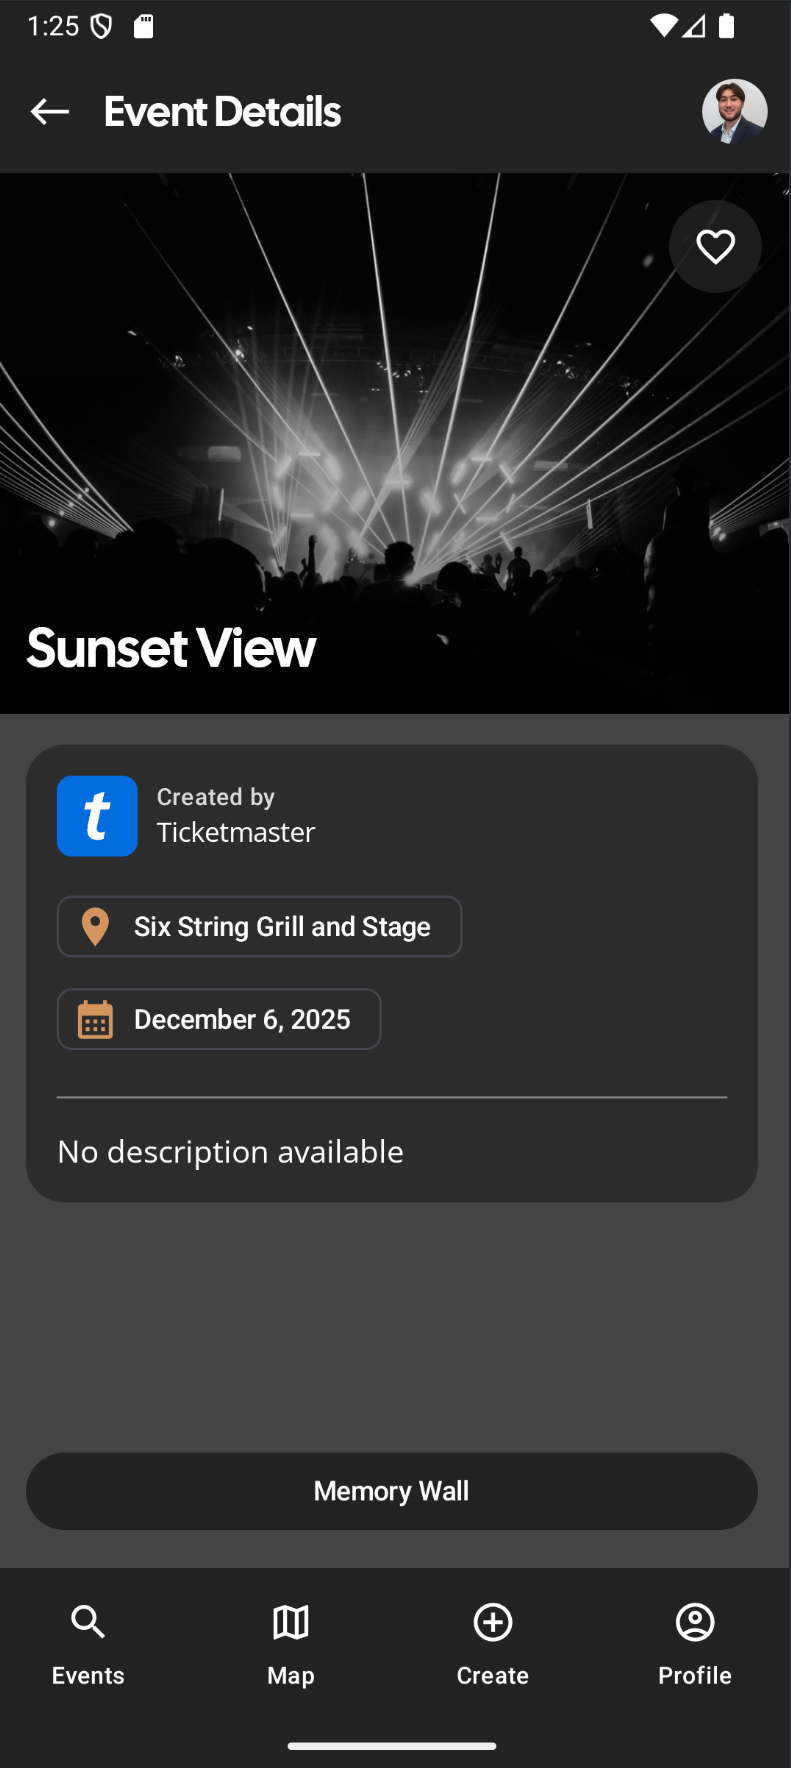 1:25
Event Details
Sunset View
t
Created by
Ticketmaster
Six String Grill and Stage
December 6, 2025
No description available
Memory Wall
Events
Map
Create
Profile